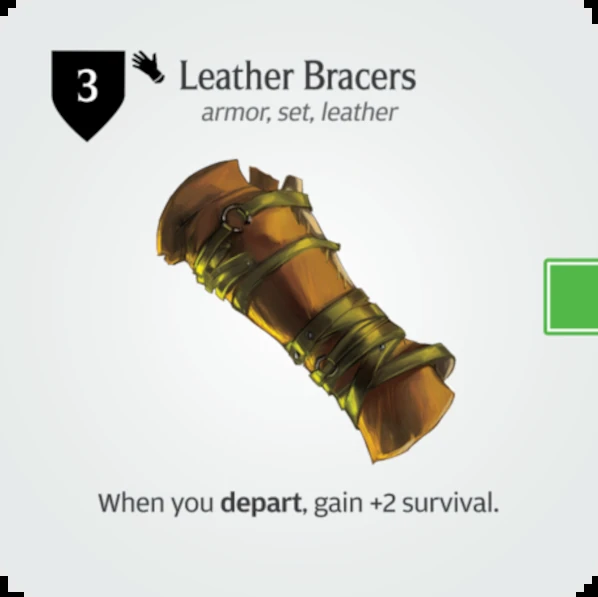 3
Leather Bracers
armor, set, leather
When you depart, gain +2 survival.